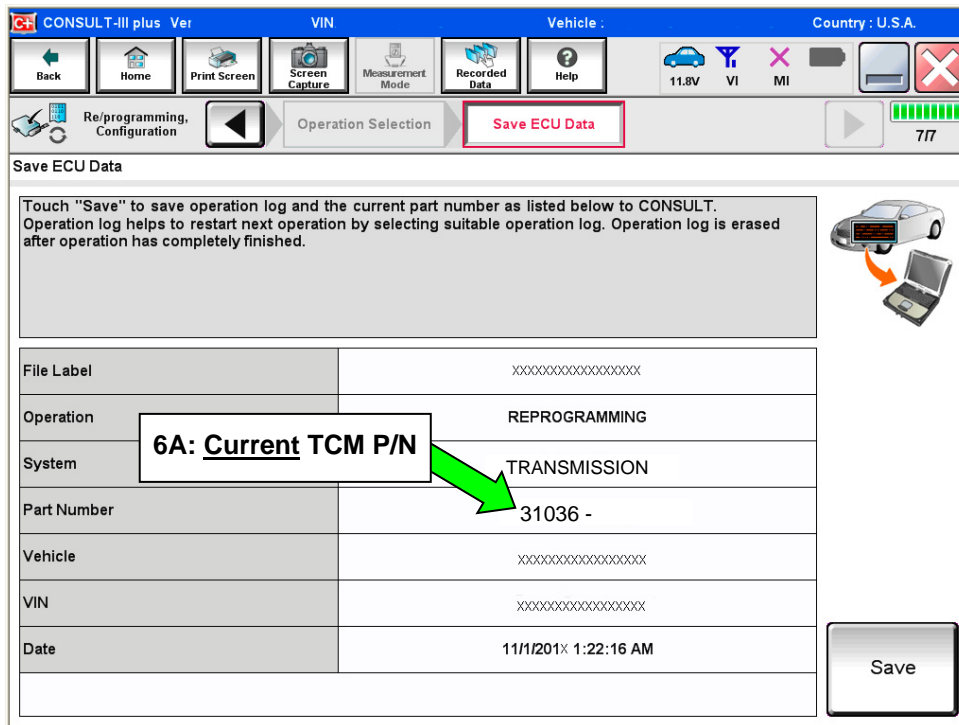 C+ CONSULT-III plus Ver VIN Vehicle : Country : U.S.A.
Back Home Print Screen Screen Capture Measurement Mode Recorded Data Help 11.8V VI MI
Re/programming, Configuration Operation Selection Save ECU Data 7/7
Save ECU Data
Touch "Save" to save operation log and the current part number as listed below to CONSULT.
Operation log helps to restart next operation by selecting suitable operation log. Operation log is erased
after operation has completely finished.
File Label XXXXXXXXXXXXXXXXX
Operation REPROGRAMMING
6A: Current TCM P/N
System TRANSMISSION
Part Number 31036 -
Vehicle XXXXXXXXXXXXXXXXX
VIN XXXXXXXXXXXXXXXXX
Date 11/1/201X 1:22:16 AM
Save